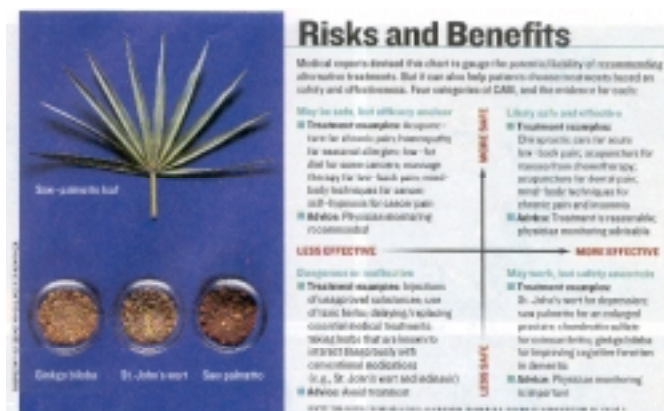 Risks and Benefits
Medical experts devised this chart to gauge the potential liability of recommending
alternative treatments. But it can also help patients choose treatments based on
safety and effectiveness. Four categories of CAM, and the evidence for each:
May be safe, but efficacy unclear
Treatment examples: Acupunc-
ture for chronic pain; homeopathy
for seasonal allergies; low-fat
diet for some cancers; massage
therapy for low-back pain; mind-
body techniques for cancer;
self-hypnosis for cancer pain
Advice: Physician monitoring
recommended
MORE SAFE
Likely safe and effective
Treatment examples:
Chiropractic care for acute
low-back pain; acupuncture for
nausea from chemotherapy;
acupuncture for dental pain;
mind-body techniques for
chronic pain and insomnia
Advice: Treatment is reasonable;
physician monitoring advisable
LESS EFFECTIVE
MORE EFFECTIVE
Dangerous or ineffective
Treatment examples: Injections
of unapproved substances; use
of toxic herbs; delaying/replacing
essential medical treatments;
taking herbs that are known to
interact dangerously with
conventional medications
(e.g., St. John's wort and indinavir)
Advice: Avoid treatment
LESS SAFE
May work, but safety uncertain
Treatment examples:
St. John's wort for depression;
saw palmetto for an enlarged
prostate; chondroitin sulfate
for osteoarthritis; ginkgo biloba
for improving cognitive function
in dementia
Advice: Physician monitoring
is important
Saw-palmetto leaf
Ginkgo biloba
St. John's wort
Saw palmetto